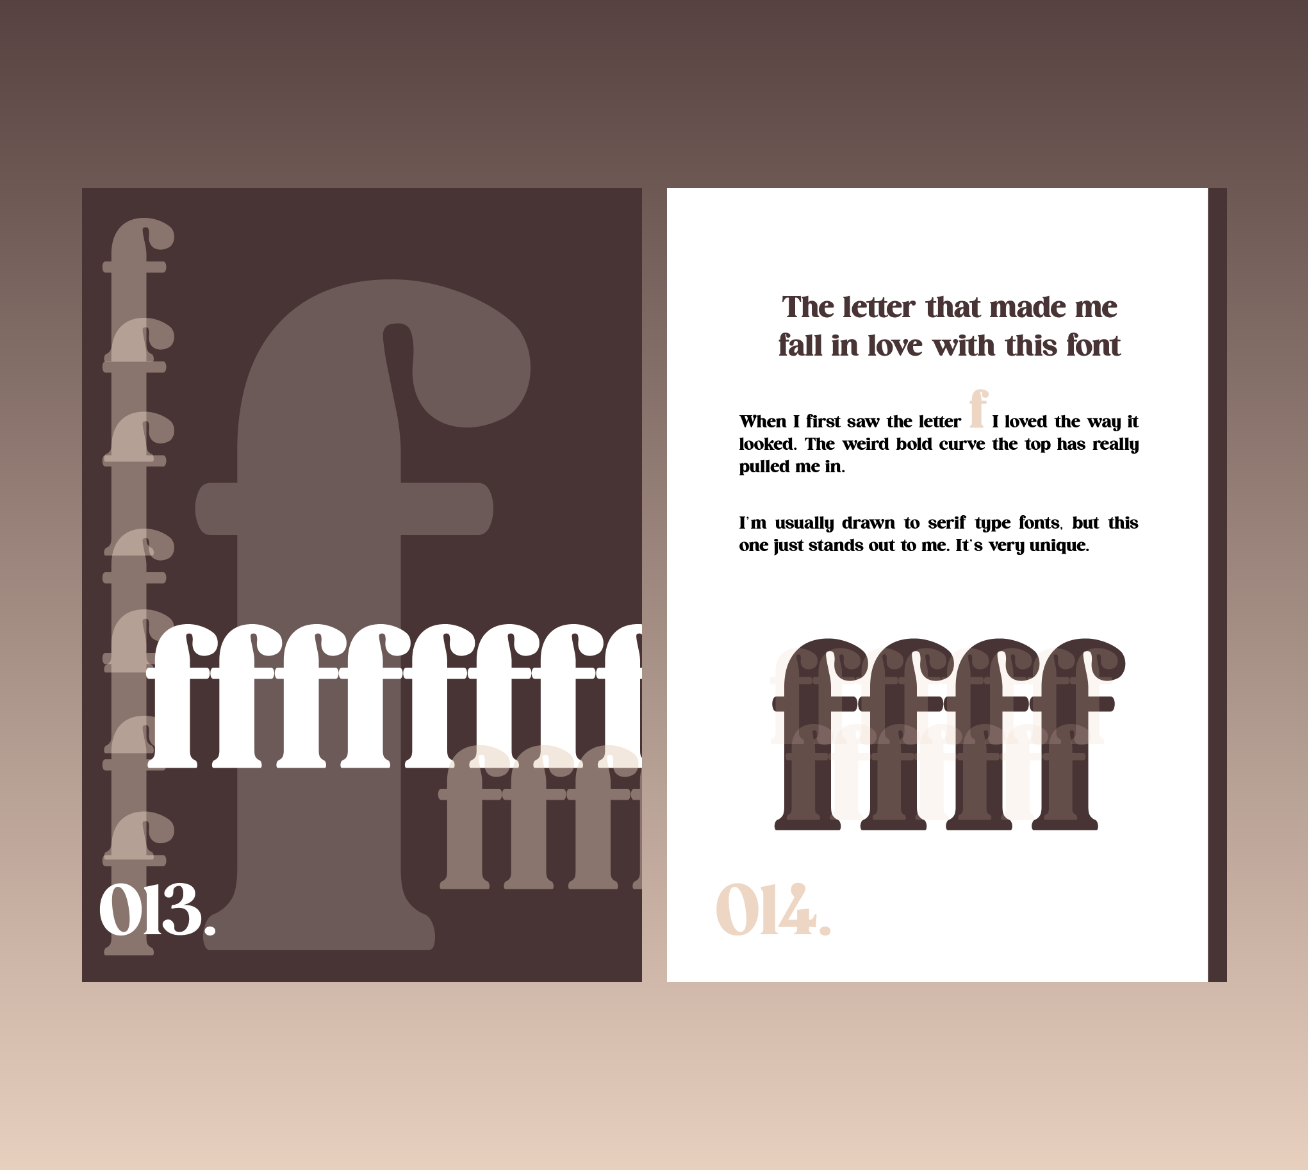 f
f
f
f
f
f
f
f
ffffffff
ffff
013.
The letter that made me
fall in love with this font
When I first saw the letter f I loved the way it
looked. The weird bold curve the top has really
pulled me in.
I'm usually drawn to serif type fonts, but this
one just stands out to me. It's very unique.
ffff
014.